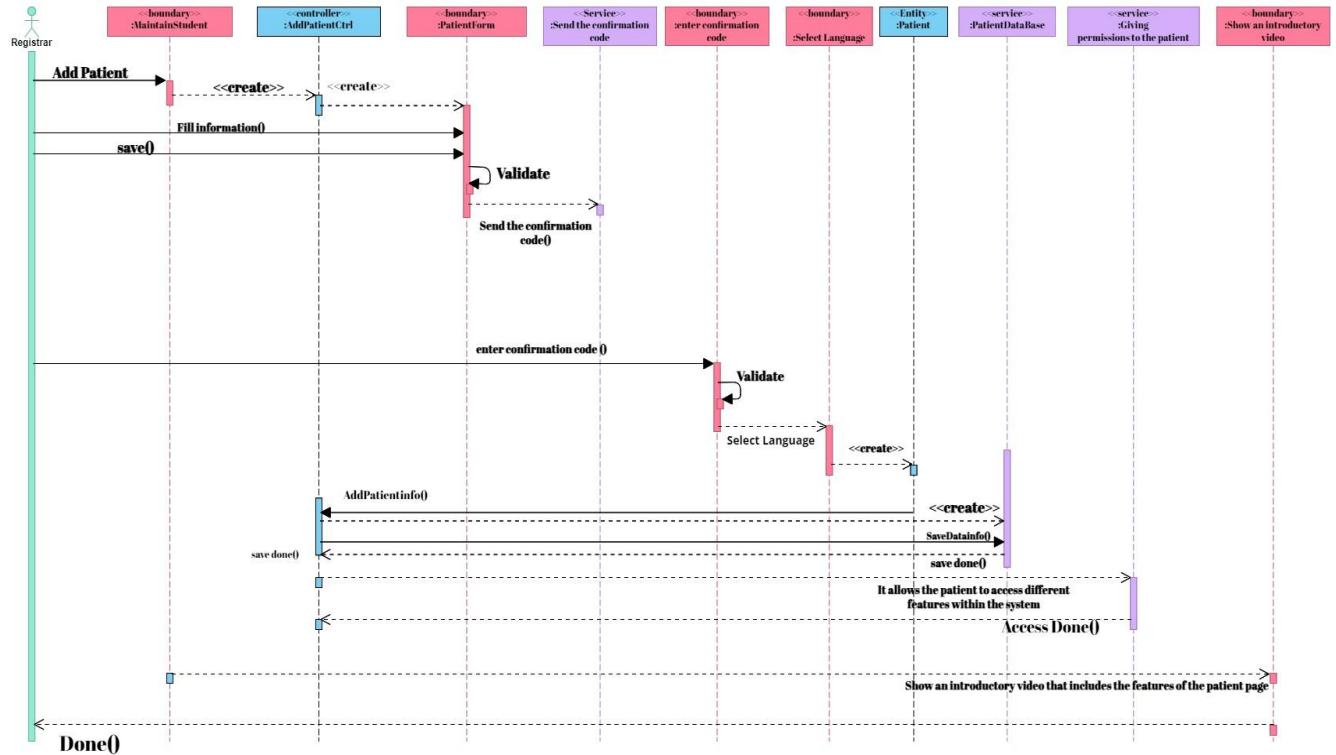 Registrar
<<boundary>>
:MaintainStudent
<<controller>>
:AddPatientCtrl
<<boundary>>
:PatientForm
<<Service>>
:Send the confirmation
code
<<boundary>>
:enter confirmation
code
<<boundary>>
:Select Language
<<Entity>>
:Patient
<<service>>
:PatientDataBase
<<service>>
:Giving
permissions to the patient
<<boundary>>
:Show an introductory
video
Add Patient
<<create>>
<<create>>
Fill information()
save()
Validate
Send the confirmation
code()
enter confirmation code ()
Validate
Select Language
<<create>>
AddPatientinfo()
<<create>>
SaveDatainfo()
save done()
save done()
It allows the patient to access different
features within the system
Access Done()
Show an introductory video that includes the features of the patient page
Done()